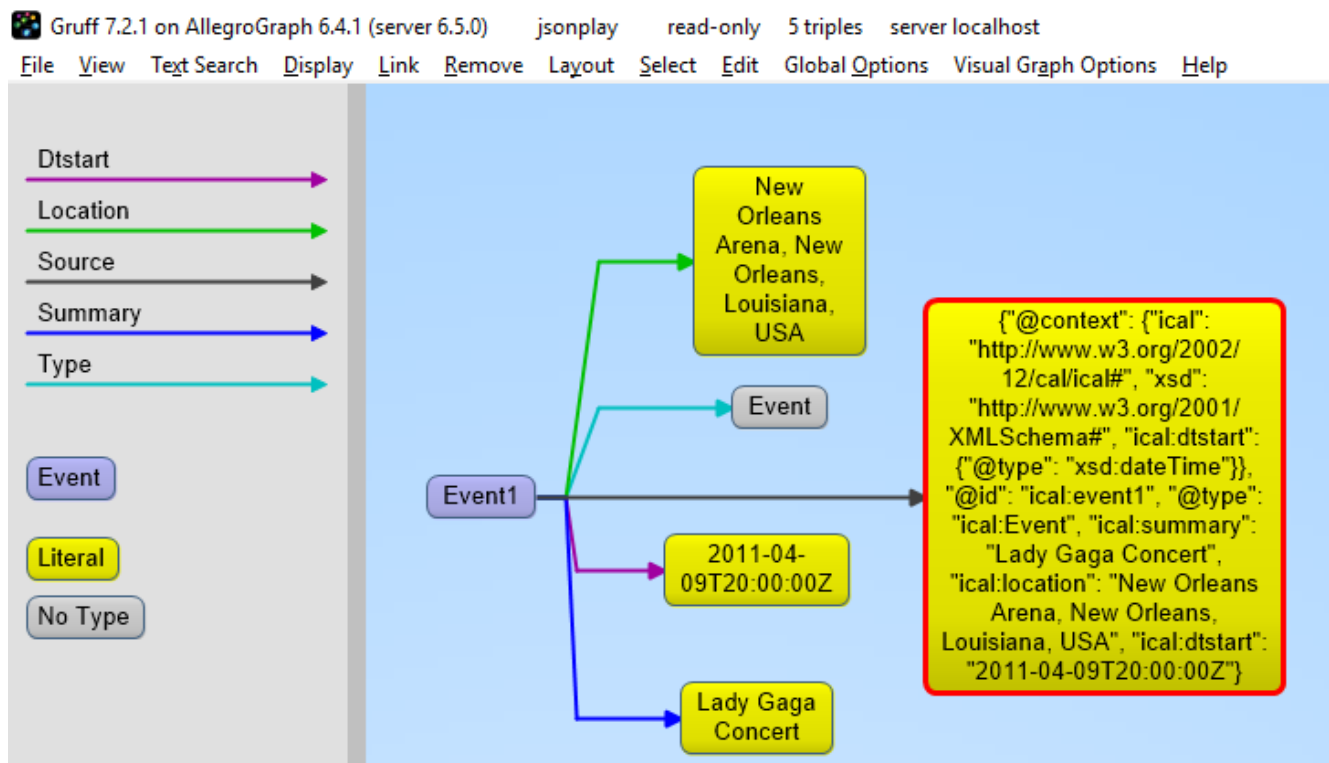 Gruff 7.2.1 on AllegroGraph 6.4.1 (server 6.5.0) jsonplay read-only 5 triples server localhost
File View Text Search Display Link Remove Layout Select Edit Global Options Visual Graph Options Help
Dtstart
Location
Source
Summary
Type
Event
Literal
No Type
New
Orleans
Arena, New
Orleans,
Louisiana,
USA
Event
Event1
2011-04-
09T20:00:00Z
Lady Gaga
Concert
{"@context": {"ical":
"http://www.w3.org/2002/
12/cal/ical#", "xsd":
"http://www.w3.org/2001/
XMLSchema#", "ical:dtstart":
{"@type": "xsd:dateTime"}},
"@id": "ical:event1", "@type":
"ical:Event", "ical:summary":
"Lady Gaga Concert",
"ical:location": "New Orleans
Arena, New Orleans,
Louisiana, USA", "ical:dtstart":
"2011-04-09T20:00:00Z"}